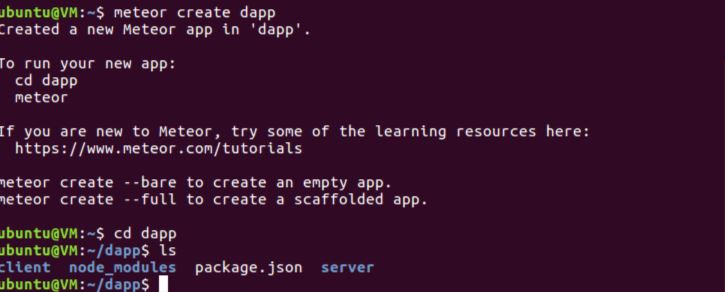 ubuntu@VM:~$ meteor create dapp
Created a new Meteor app in 'dapp'.
To run your new app:
cd dapp
meteor
If you are new to Meteor, try some of the learning resources here:
https://www.meteor.com/tutorials
meteor create --bare to create an empty app.
meteor create --full to create a scaffolded app.
ubuntu@VM:~$ cd dapp
ubuntu@VM:~/dapp$ ls
client node_modules package.json server
ubuntu@VM:~/dapp$